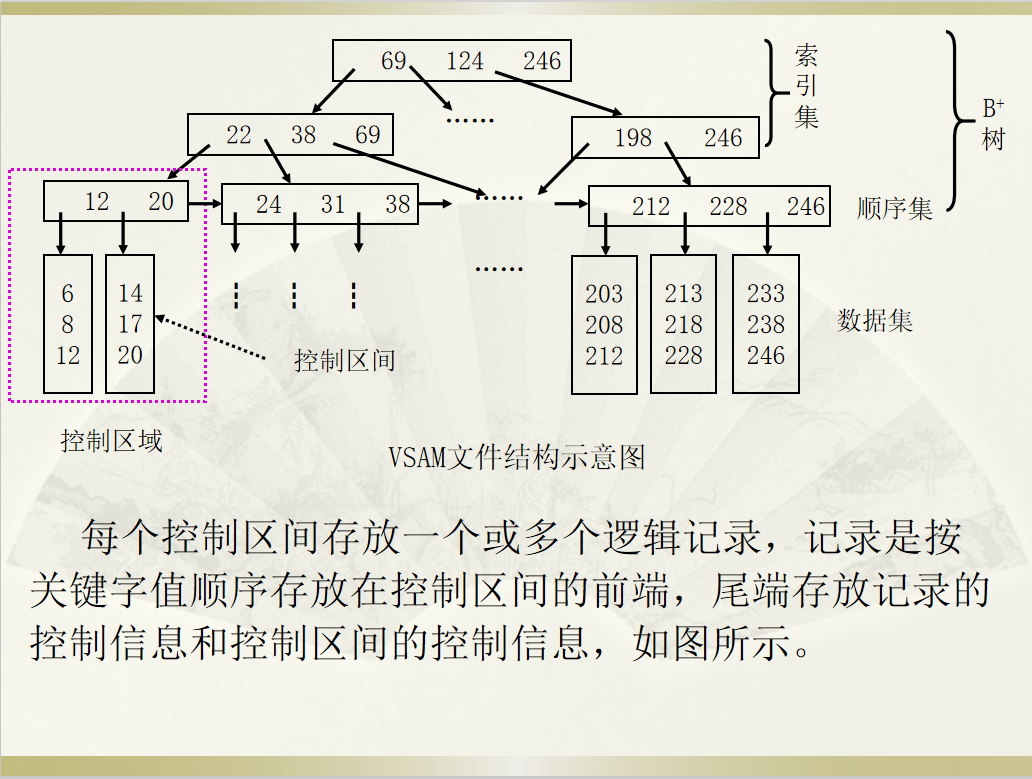 69 124 246
索引集
B+树
……
22 38 69
198 246
12 20
24 31 38
……
212 228 246
顺序集
……
6
8
12
14
17
20
203
208
212
213
218
228
233
238
246
数据集
控制区间
控制区域
VSAM文件结构示意图
每个控制区间存放一个或多个逻辑记录，记录是按
关键字值顺序存放在控制区间的前端，尾端存放记录的
控制信息和控制区间的控制信息，如图所示。